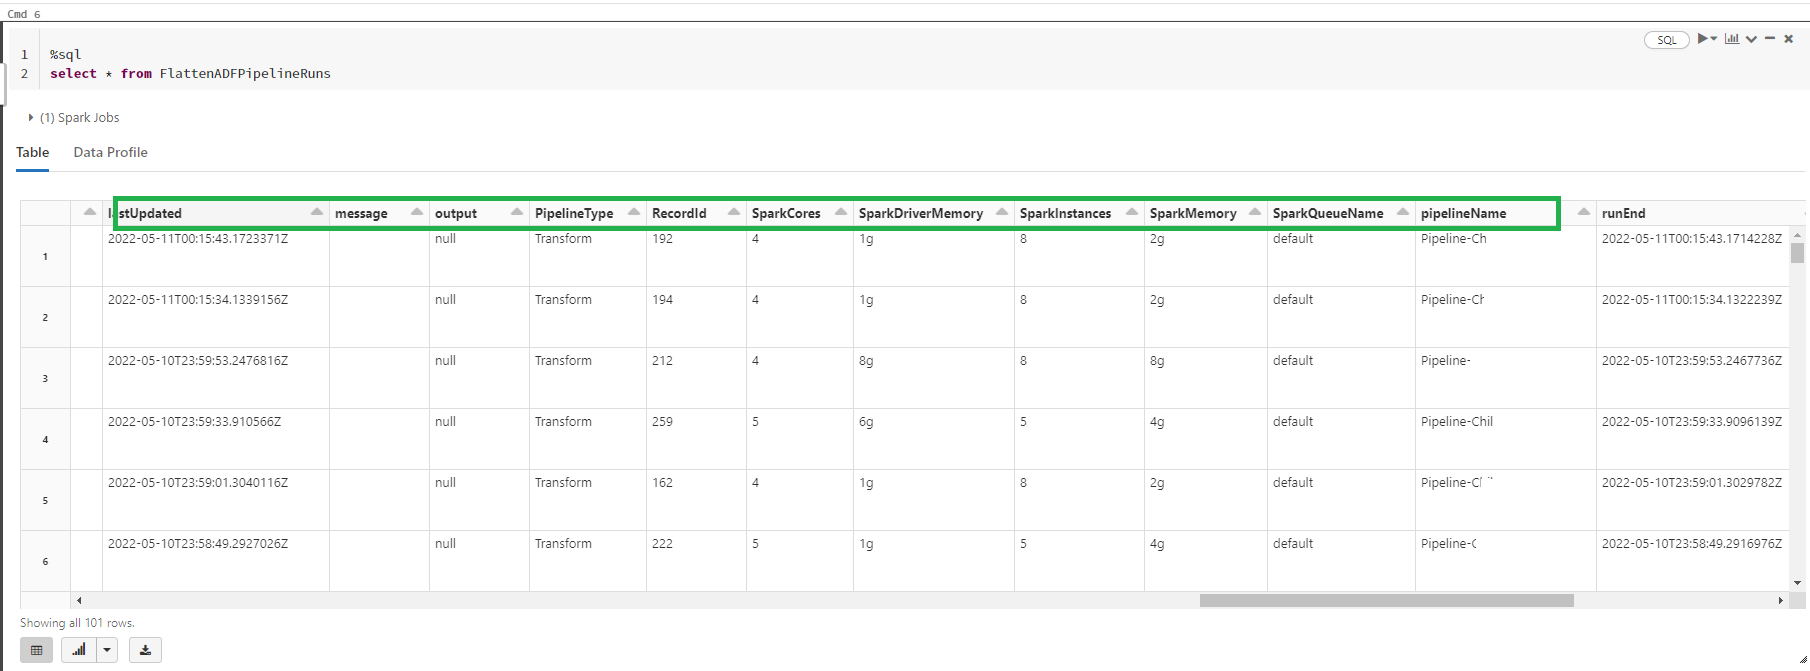 Cmd 6
SQL
1 %sql
2 select * from FlattenADFPipelineRuns
(1) Spark Jobs
Table Data Profile
lastUpdated message output PipelineType RecordId SparkCores SparkDriverMemory SparkInstances SparkMemory SparkQueueName pipelineName runEnd
1 2022-05-11T00:15:43.1723371Z null Transform 192 4 1g 8 2g default Pipeline-Ch 2022-05-11T00:15:43.1714228Z
2 2022-05-11T00:15:34.1339156Z null Transform 194 4 1g 8 2g default Pipeline-Ch 2022-05-11T00:15:34.1322239Z
3 2022-05-10T23:59:53.2476816Z null Transform 212 4 8g 8 8g default Pipeline- 2022-05-10T23:59:53.2467736Z
4 2022-05-10T23:59:33.910566Z null Transform 259 5 6g 5 4g default Pipeline-Chil 2022-05-10T23:59:33.9096139Z
5 2022-05-10T23:59:01.3040116Z null Transform 162 4 1g 8 2g default Pipeline-C 2022-05-10T23:59:01.3029782Z
6 2022-05-10T23:58:49.2927026Z null Transform 222 5 1g 5 4g default Pipeline-C 2022-05-10T23:58:49.2916976Z
Showing all 101 rows.